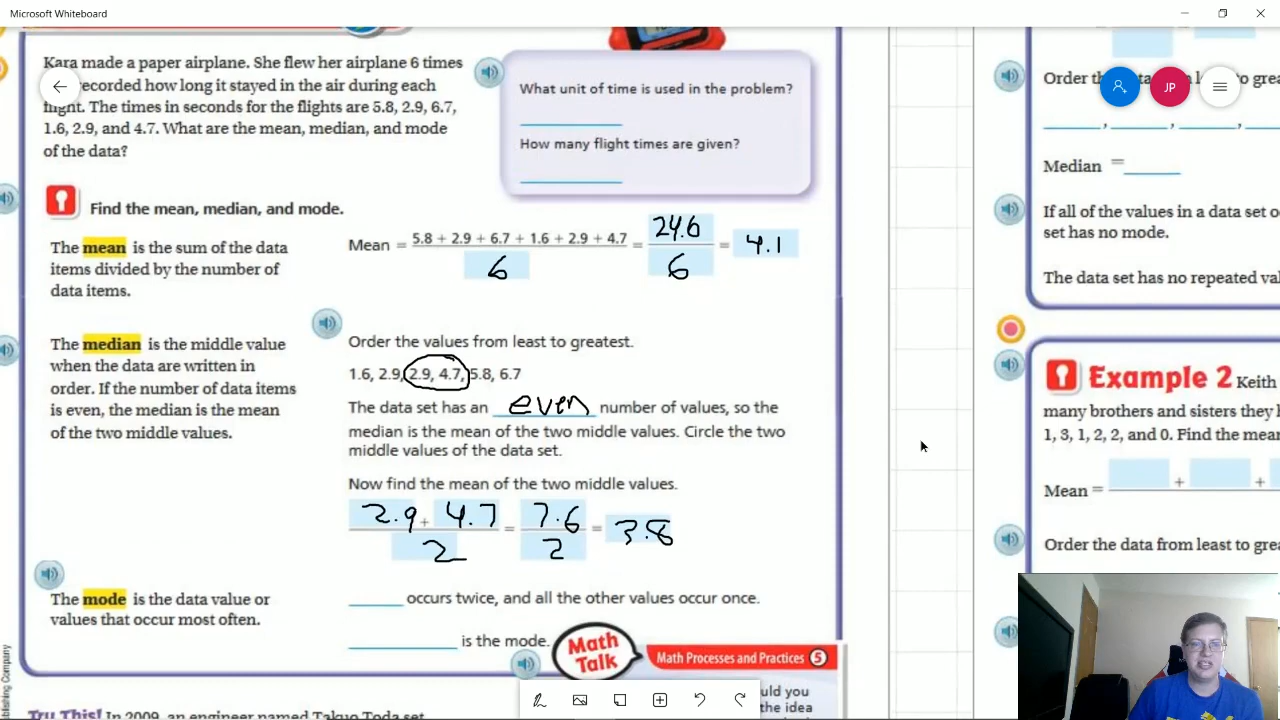 Microsoft Whiteboard
Kara made a paper airplane. She flew her airplane 6 times
recorded how long it stayed in the air during each
flight. The times in seconds for the flights are 5.8, 2.9, 6.7,
1.6, 2.9, and 4.7. What are the mean, median, and mode
of the data?
What unit of time is used in the problem?
How many flight times are given?
Find the mean, median, and mode.
The mean is the sum of the data
items divided by the number of
data items.
Mean = 5.8 + 2.9 + 6.7 + 1.6 + 2.9 + 4.7 = 24.6 = 4.1
6 6
The median is the middle value
when the data are written in
order. If the number of data items
is even, the median is the mean
of the two middle values.
Order the values from least to greatest.
1.6, 2.9, 2.9, 4.7, 5.8, 6.7
The data set has an even number of values, so the
median is the mean of the two middle values. Circle the two
middle values of the data set.
Now find the mean of the two middle values.
2.9 + 4.7 = 7.6 = 3.8
2 2
The mode is the data value or
values that occur most often.
______ occurs twice, and all the other values occur once.
____________ is the mode.
Math
Talk
Math Processes and Practices 5
uld you
the idea
Try This! In 2009, an engineer named Takuo Toda set
blishing Company
JP
Order the
Median = ______
If all of the values in a data set
set has no mode.
The data set has no repeated
Example 2 Keith
many brothers and sisters they
1, 3, 1, 2, 2, and 0. Find the
Mean = + +
Order the data from least to